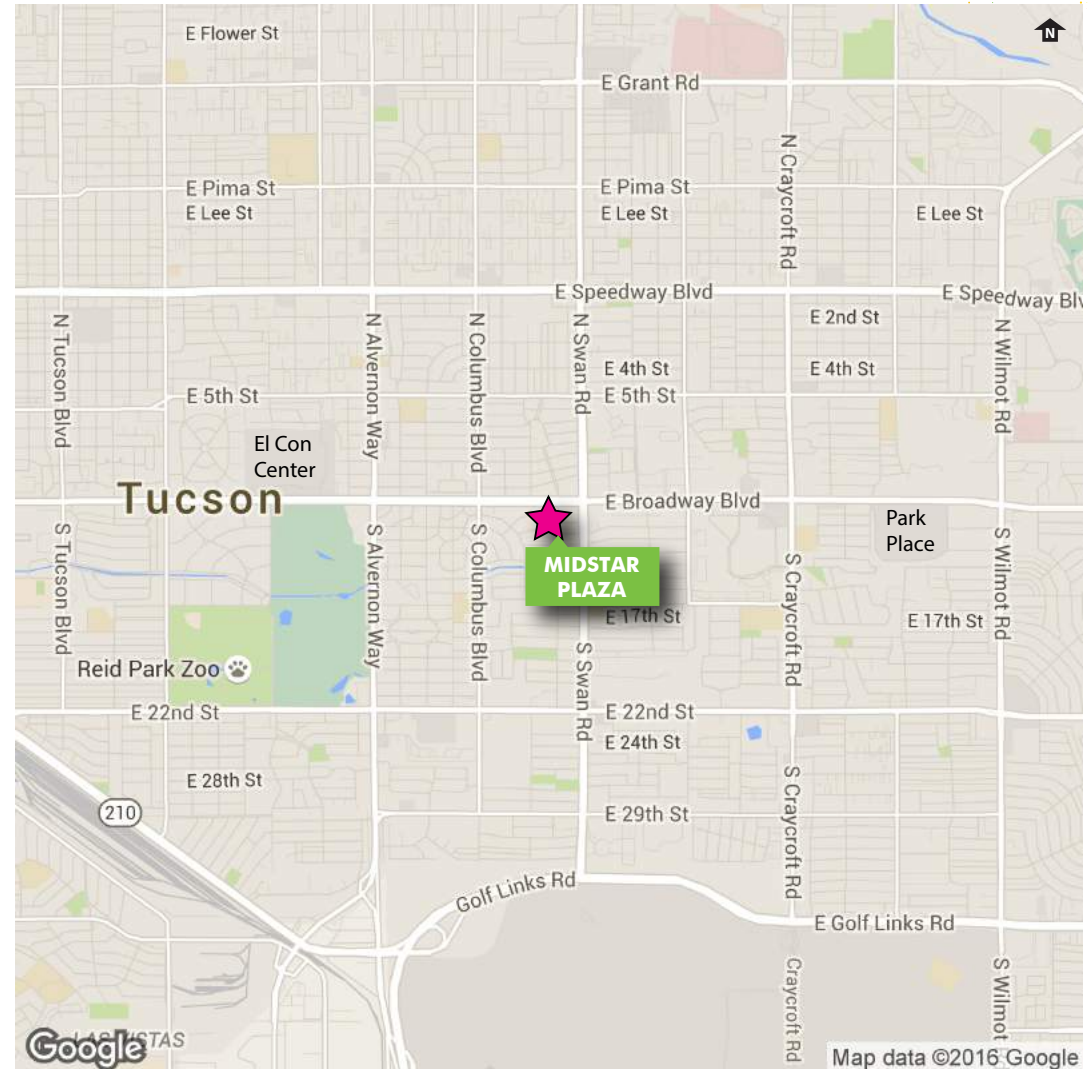 E Flower St
N
E Grant Rd
N Craycroft Rd
E Pima St
E Pima St
E Lee St
E Lee St
E Lee St
E Speedway Blvd
E Speedway Blv
N Tucson Blvd
N Alvernon Way
N Columbus Blvd
N Swan Rd
E 2nd St
N Wilmot Rd
E 4th St
E 4th St
E 5th St
E 5th St
El Con
Center
Tucson
E Broadway Blvd
Park
Place
S Tucson Blvd
S Alvernon Way
S Columbus Blvd
MIDSTAR
PLAZA
S Craycroft Rd
S Wilmot Rd
E 17th St
E 17th St
Reid Park Zoo
S Swan Rd
E 22nd St
E 22nd St
E 24th St
E 28th St
210
E 29th St
S Craycroft Rd
Golf Links Rd
E Golf Links Rd
Craycroft Rd
S Wilmot
LAS VISTAS
Google
Map data ©2016 Google